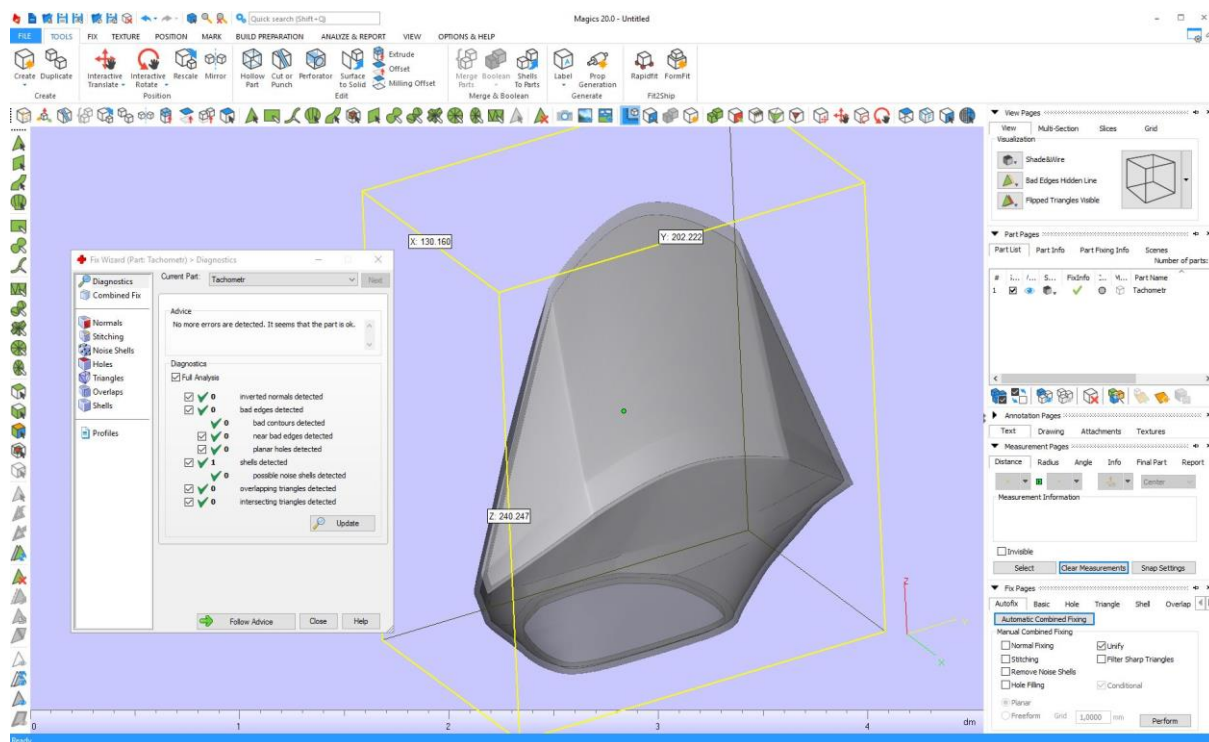 Quick search (Shift+Q)
Magics 20.0 - Untitled
FILE TOOLS FIX TEXTURE POSITION MARK BUILD PREPARATION ANALYZE & REPORT VIEW OPTIONS & HELP
Create Duplicate Interactive Translate Interactive Rotate Rescale Mirror Hollow Part Cut or Punch Perforator Surface to Solid Extrude Offset Milling Offset Merge Parts Boolean Shells To Parts Label Prop Generation Rapidfit FormFit
Create Position Edit Merge & Boolean Generate Fit2Ship
X: 130.160
Y: 202.222
Z: 240.247
Fix Wizard (Part: Tachometr) > Diagnostics
Diagnostics
Combined Fix
Normals
Stitching
Noise Shells
Holes
Triangles
Overlaps
Shells
Profiles
Current Part: Tachometr Next
Advice
No more errors are detected. It seems that the part is ok.
Diagnostics
Full Analysis
0 inverted normals detected
0 bad edges detected
0 bad contours detected
0 near bad edges detected
0 planar holes detected
1 shells detected
0 possible noise shells detected
0 overlapping triangles detected
0 intersecting triangles detected
Update
Follow Advice Close Help
0 1 2 3 4 dm
z
x
Ready
View Pages
View Multi-Section Slices Grid
Visualization
Shade&Wire
Bad Edges Hidden Line
Flipped Triangles Visible
Part Pages
Part List Part Info Part Fixing Info Scenes
Number of parts:
# I... /... S... FixInfo M... Part Name
1 Tachometr
Annotation Pages
Text Drawing Attachments Textures
Measurement Pages
Distance Radius Angle Info Final Part Report
Center
Measurement Information
Invisible
Select Clear Measurements Snap Settings
Fix Pages
Autofix Basic Hole Triangle Shell Overlap
Automatic Combined Fixing
Manual Combined Fixing
Normal Fixing Unify
Stitching Filter Sharp Triangles
Remove Noise Shells
Hole Filling Conditional
Planar
Freeform Grid 1,0000 mm Perform